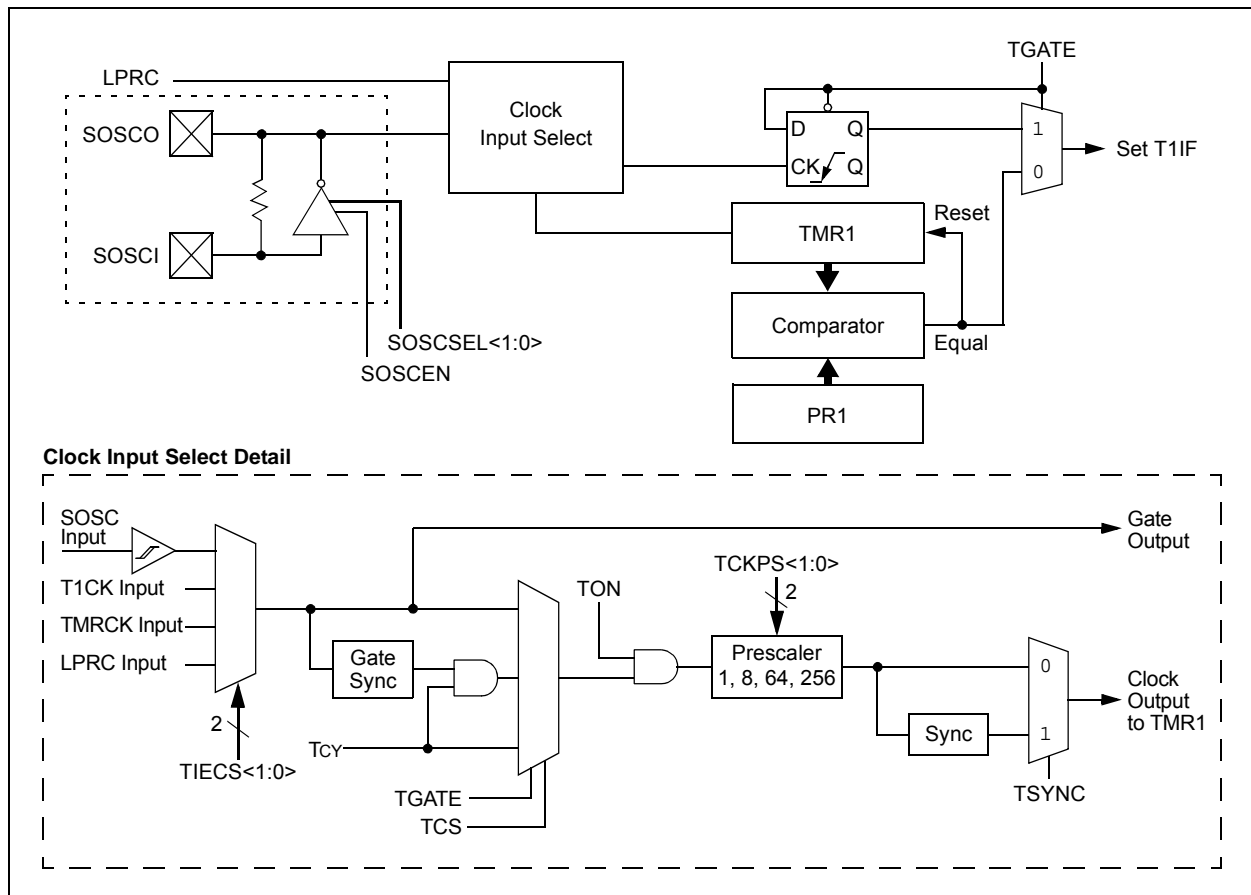 TGATE
LPRC
Clock
Input Select
SOSCO
D
Q
1
Set T1IF
CK
Q
0
SOSCI
TMR1
Reset
Comparator
Equal
SOSCSEL<1:0>
SOSCEN
PR1
Clock Input Select Detail
SOSC
Input
Gate
Output
T1CK Input
TCKPS<1:0>
2
TON
TMRCK Input
LPRC Input
Gate
Sync
Prescaler
1, 8, 64, 256
0
Clock
Output
to TMR1
1
Sync
2
TCY
TIECS<1:0>
TGATE
TCS
TSYNC